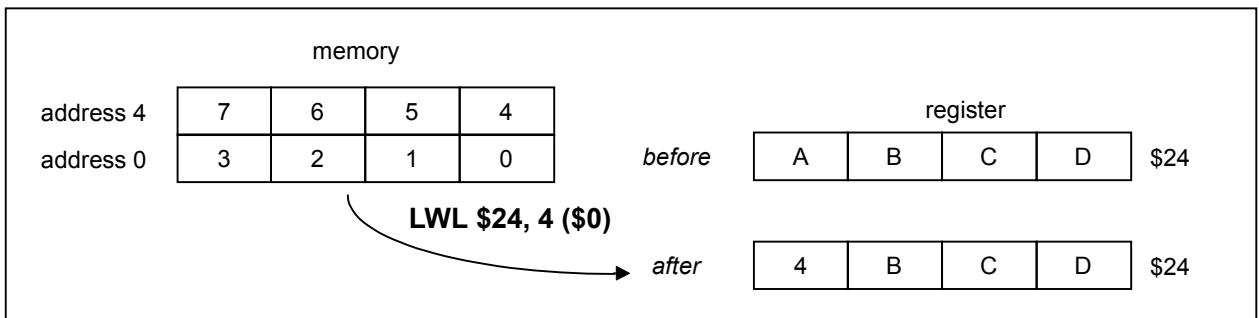 memory
address 4 7 6 5 4
register
address 0 3 2 1 0
before A B C D $24
LWL $24, 4 ($0)
after 4 B C D $24